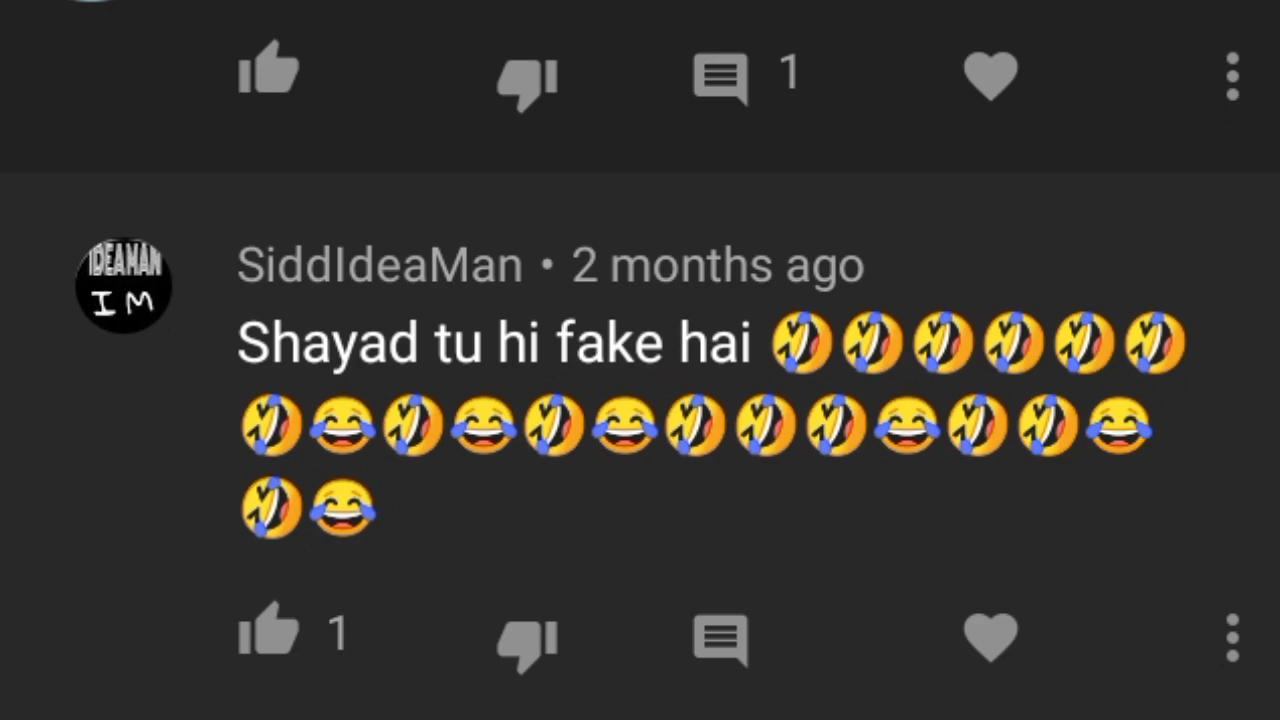 1
IDEAMAN
IM
SiddIdeaMan • 2 months ago
Shayad tu hi fake hai 🤣🤣🤣🤣🤣🤣
🤣😂🤣😂🤣😂🤣🤣🤣😂🤣🤣😂
🤣😂
1